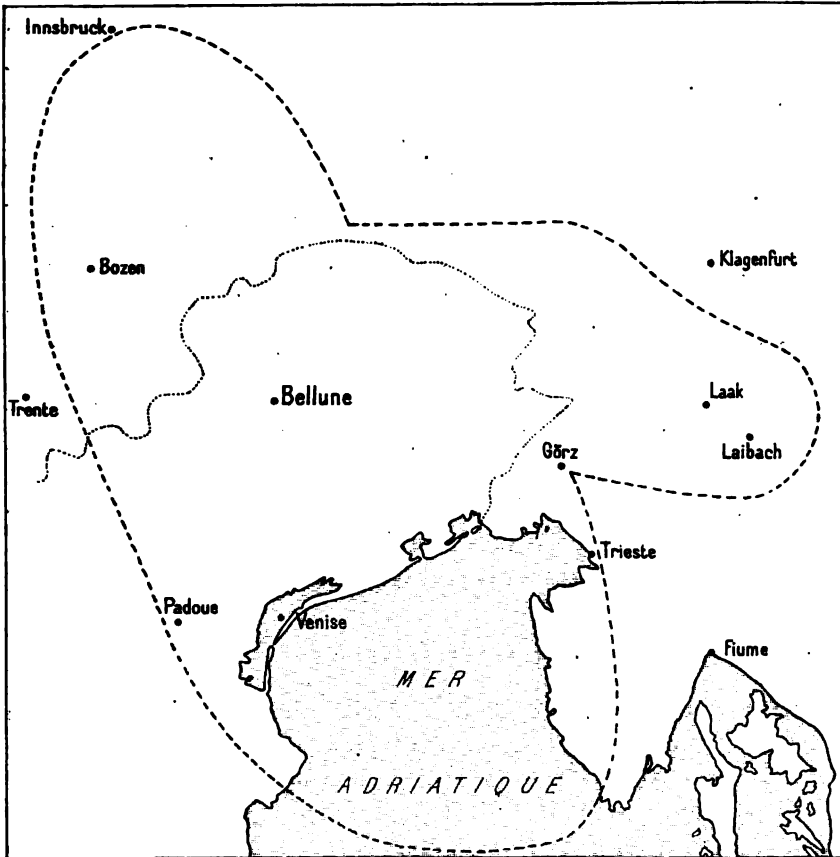 Innsbruck
Bozen
Klagenfurt
Trente
Bellune
Laak
Görz
Laibach
Trieste
Padoue
Venise
Fiume
MER
ADRIATIQUE